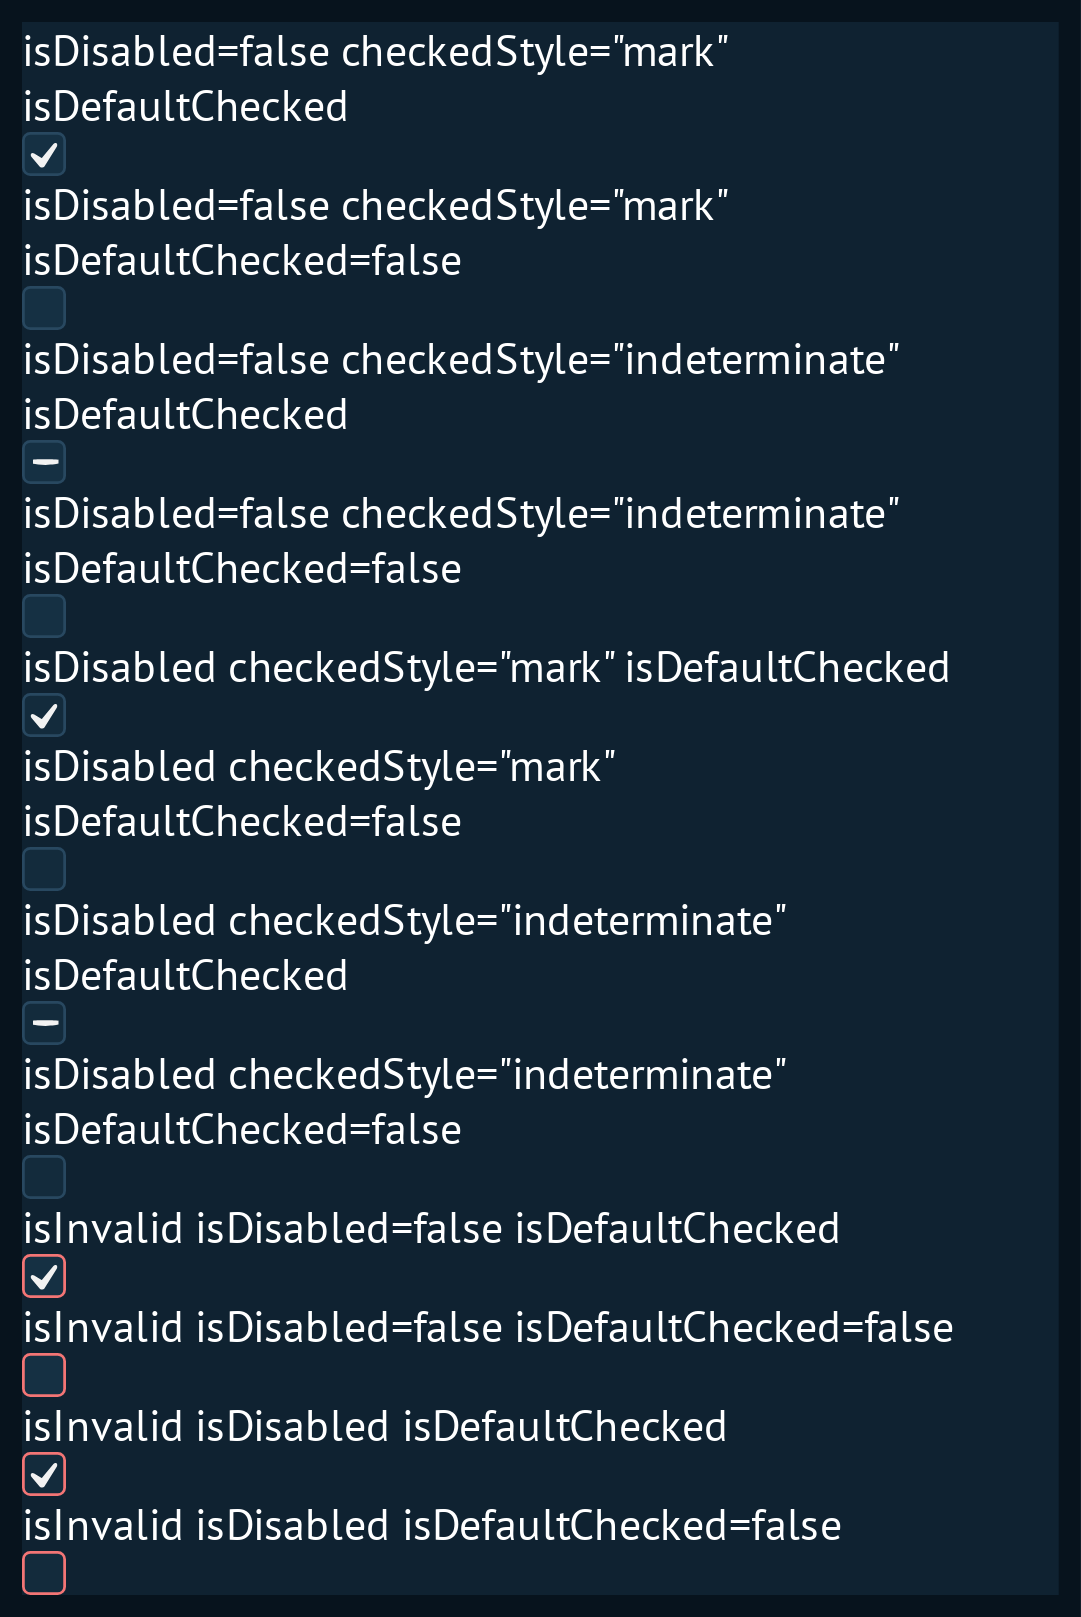 isDisabled=false checkedStyle="mark"
isDefaultChecked
isDisabled=false checkedStyle="mark"
isDefaultChecked=false
isDisabled=false checkedStyle="indeterminate"
isDefaultChecked
isDisabled=false checkedStyle="indeterminate"
isDefaultChecked=false
isDisabled checkedStyle="mark" isDefaultChecked
isDisabled checkedStyle="mark"
isDefaultChecked=false
isDisabled checkedStyle="indeterminate"
isDefaultChecked
isDisabled checkedStyle="indeterminate"
isDefaultChecked=false
isInvalid isDisabled=false isDefaultChecked
isInvalid isDisabled=false isDefaultChecked=false
isInvalid isDisabled isDefaultChecked
isInvalid isDisabled isDefaultChecked=false